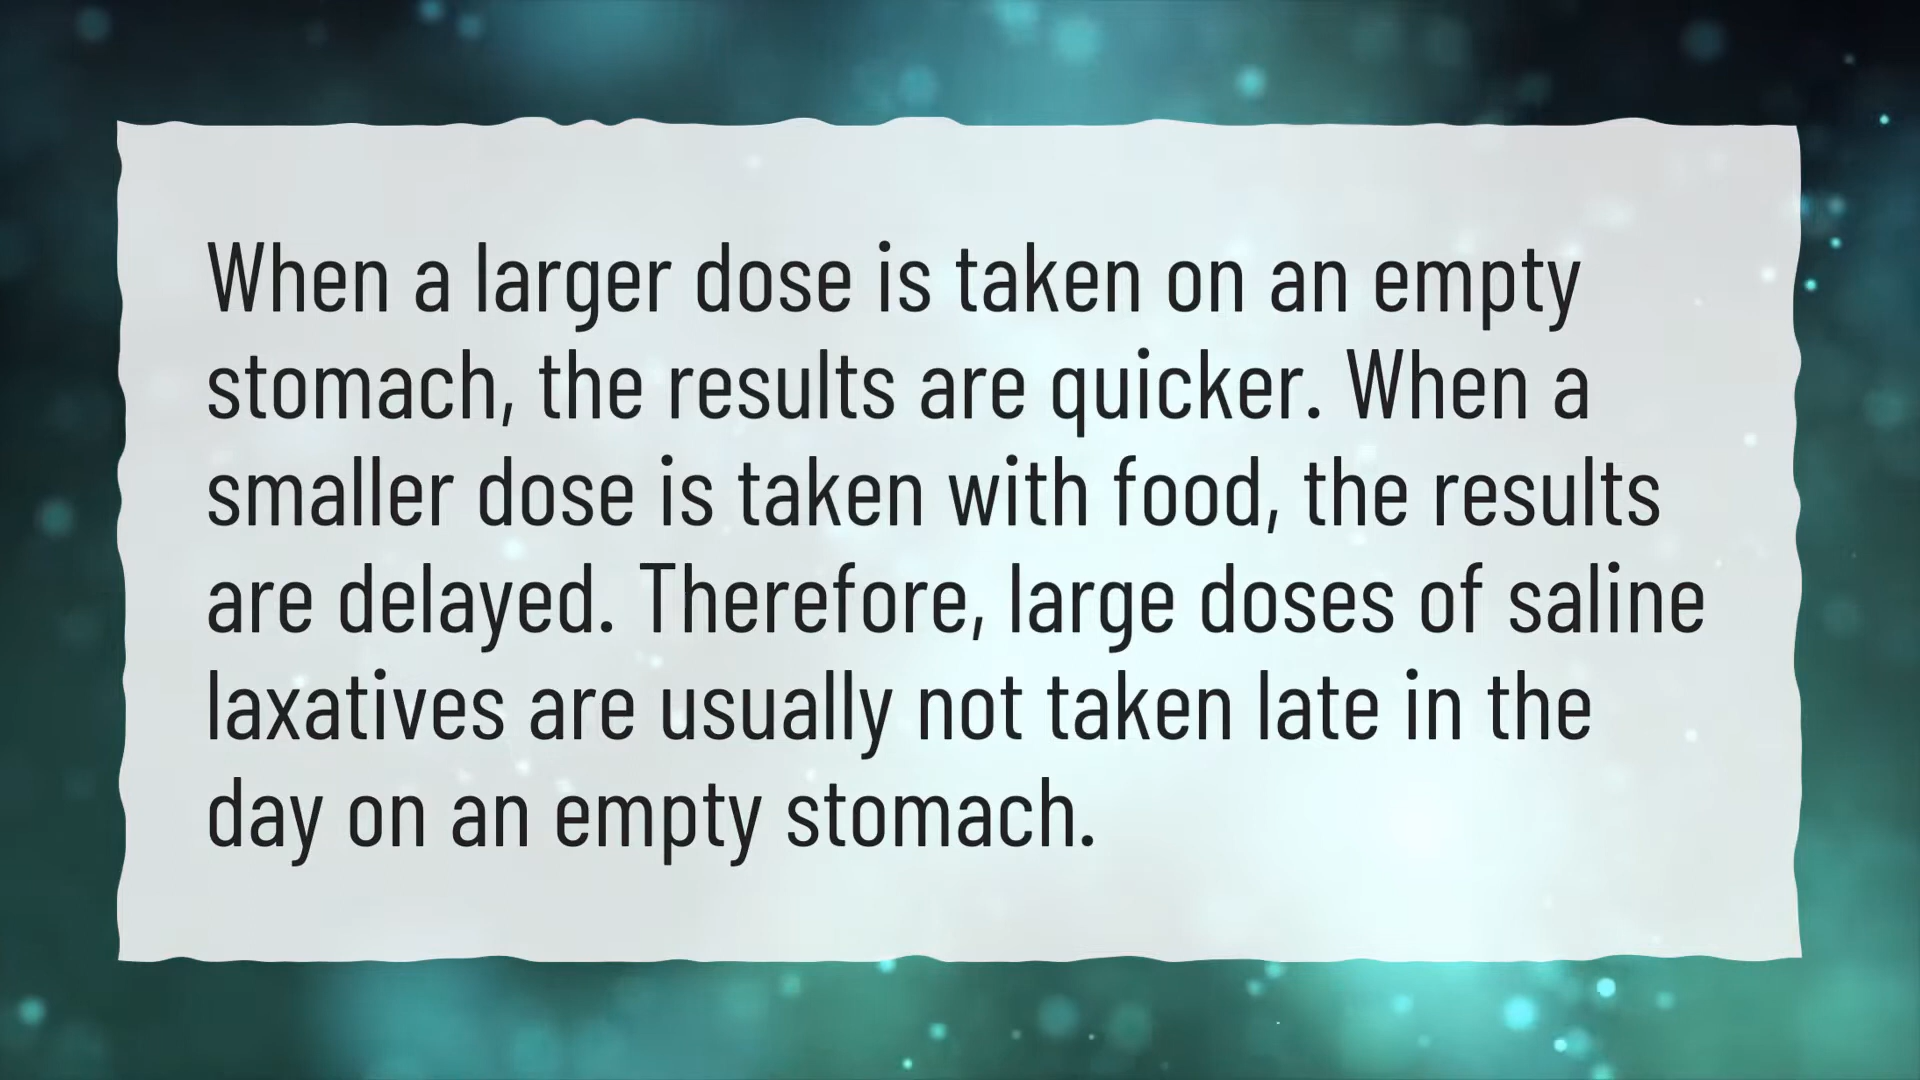 When a larger dose is taken on an empty
stomach, the results are quicker. When a
smaller dose is taken with food, the results
are delayed. Therefore, large doses of saline
laxatives are usually not taken late in the
day on an empty stomach.